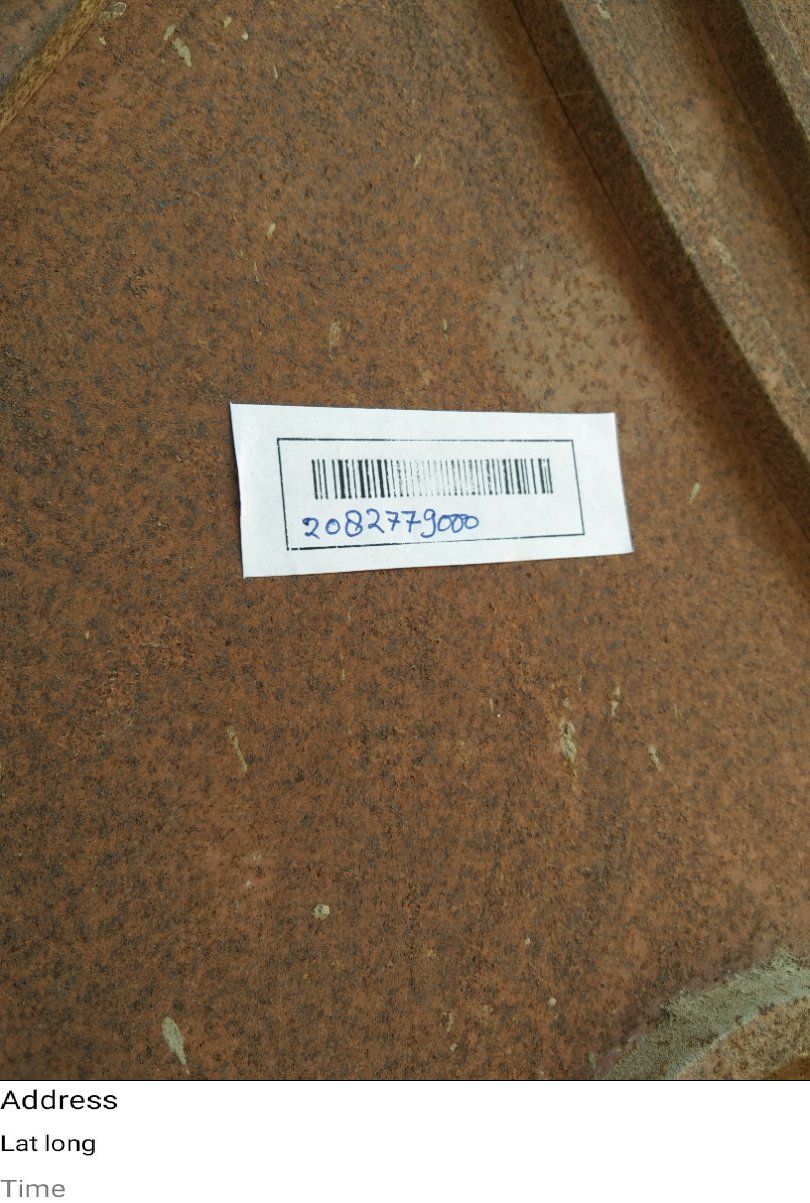 2082779000
Address
Lat long
Time